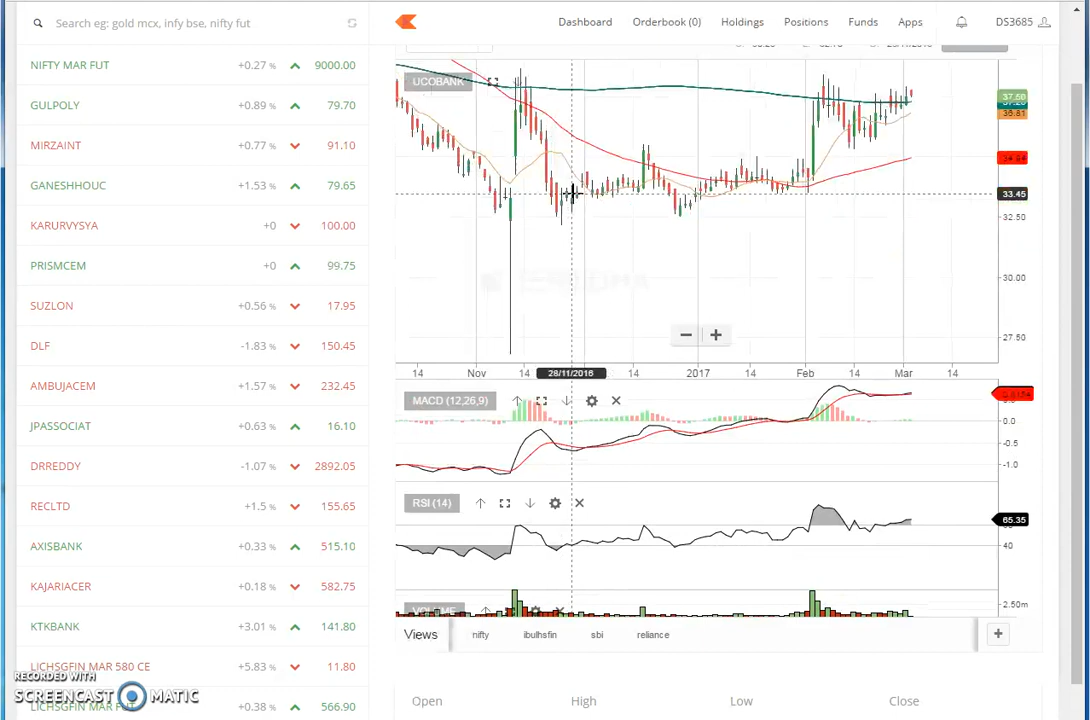 Search eg: gold mcx, infy bse, nifty fut
Dashboard Orderbook (0) Holdings Positions Funds Apps DS3685
NIFTY MAR FUT +0.27 % 9000.00
GULPOLY +0.89 % 79.70
MIRZAINT +0.77 % 91.10
GANESHHOUC +1.53 % 79.65
KARURVYSYA +0 % 100.00
PRISMCEM +0 % 99.75
SUZLON +0.56 % 17.95
DLF -1.83 % 150.45
AMBUJACEM +1.57 % 232.45
JPASSOCIAT +0.63 % 16.10
DRREDDY -1.07 % 2892.05
RECLTD +1.5 % 155.65
AXISBANK +0.33 % 515.10
KAJARIACER +0.18 % 582.75
KTKBANK +3.01 % 141.80
LICHSGFIN MAR 580 CE +5.83 % 11.80
LICHSGFIN MAR FUT +0.38 % 566.90
RECORDED WITH
SCREENCAST MATIC
UCOBANK
37.50
36.81
33.45
32.50
30.00
27.50
14 Nov 14 28/11/2016 14 2017 14 Feb 14 Mar 14
MACD (12,26,9)
0.0
-0.5
-1.0
RSI (14)
65.35
40
VOLUME
2.50m
Views nifty ibulhsfin sbi reliance
Open High Low Close